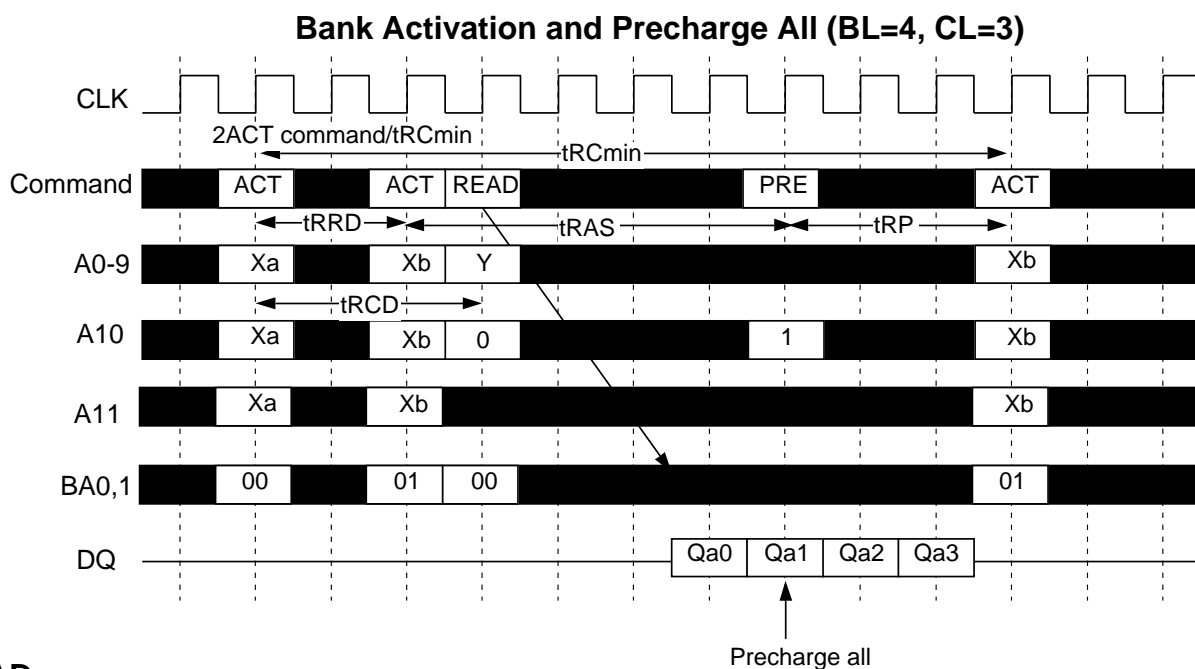 Bank Activation and Precharge All (BL=4, CL=3)
CLK
2ACT command/tRCmin
tRCmin
Command ACT ACT READ PRE ACT
tRRD tRAS tRP
A0-9 Xa Xb Y Xb
tRCD
A10 Xa Xb 0 1 Xb
A11 Xa Xb Xb
BA0,1 00 01 00 01
DQ Qa0 Qa1 Qa2 Qa3
Precharge all